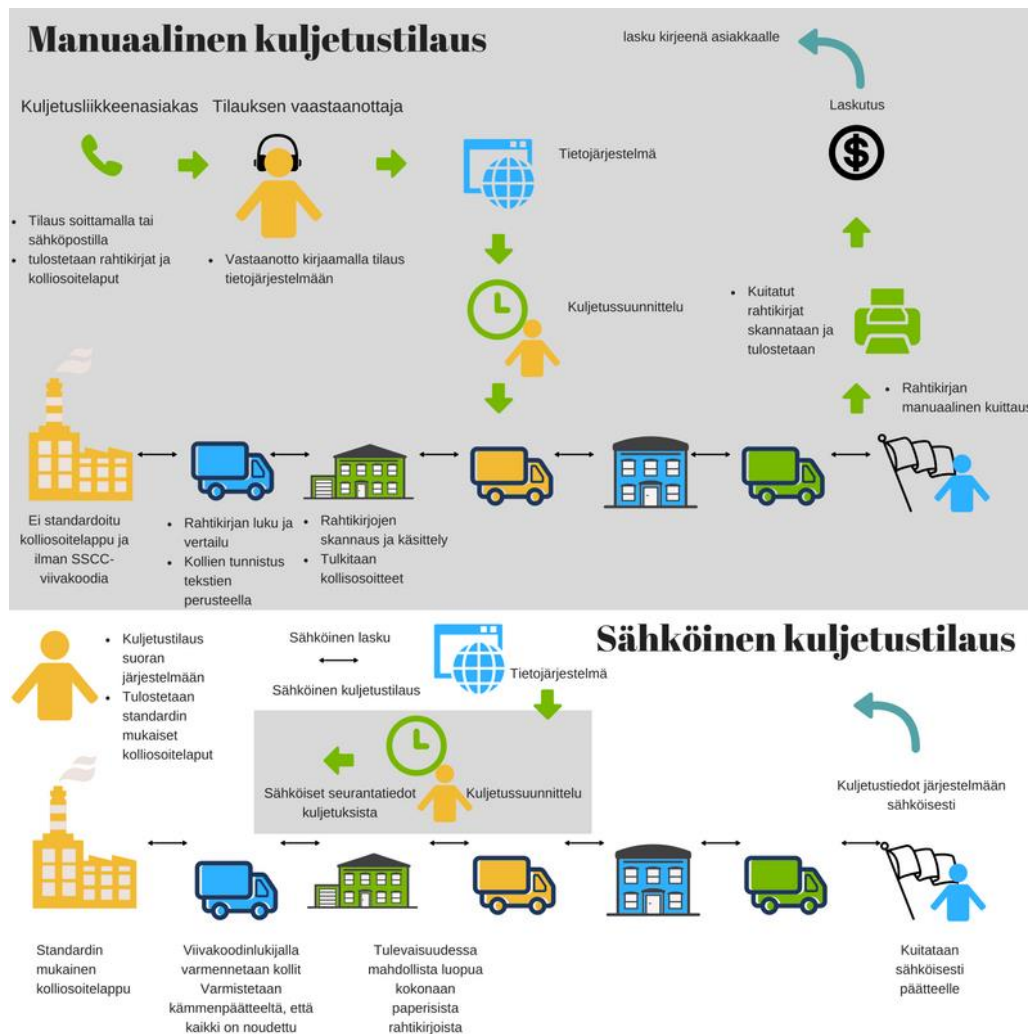 Manuaalinen kuljetustilaus
lasku kirjeenä asiakkaalle
Kuljetusliikkeenasiakas
Tilauksen vaastaanottaja
Laskutus
Tietojärjestelmä
• Tilaus soittamalla tai
sähköpostilla
• tulostetaan rahtikirjat ja
kolliosoitelaput
• Vastaanotto kirjaamalla tilaus
tietojärjestelmään
Kuljetussuunnittelu
• Kuitatut
rahtikirjat
skannataan ja
tulostetaan
• Rahtikirjan
manuaalinen kuittaus
Ei standardoitu
kolliosoitelappu ja
ilman SSCC-
viivakoodia
• Rahtikirjan luku ja
vertailu
• Kollien tunnistus
tekstien
perusteella
• Rahtikirjojen
skannaus ja käsittely
• Tulkitaan
kollisosoitteet
Sähköinen kuljetustilaus
• Kuljetustilaus
suoran
järjestelmään
• Tulostetaan
standardin
mukaiset
kolliosoitelaput
Sähköinen lasku
Sähköinen kuljetustilaus
Tietojärjestelmä
Sähköiset seurantatiedot
kuljetuksista
Kuljetussuunnittelu
Kuljetustiedot järjestelmään
sähköisesti
Standardin
mukainen
kolliosoitelappu
Viivakoodinlukijalla
varmennetaan kollit
Varmistetaan
kämmenpäätteeltä, että
kaikki on noudettu
Tulevaisuudessa
mahdollista luopua
kokonaan
paperisista
rahtikirjoista
Kuitataan
sähköisesti
päätteelle